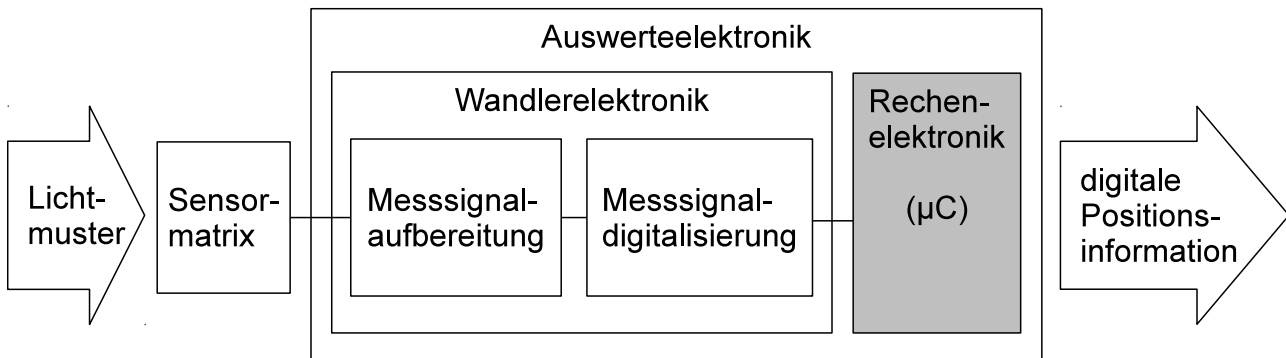 Auswerteelektronik
Wandlerelektronik
Licht-
muster
Sensor-
matrix
Messsignal-
aufbereitung
Messsignal-
digitalisierung
Rechen-
elektronik
(µC)
digitale
Positions-
information